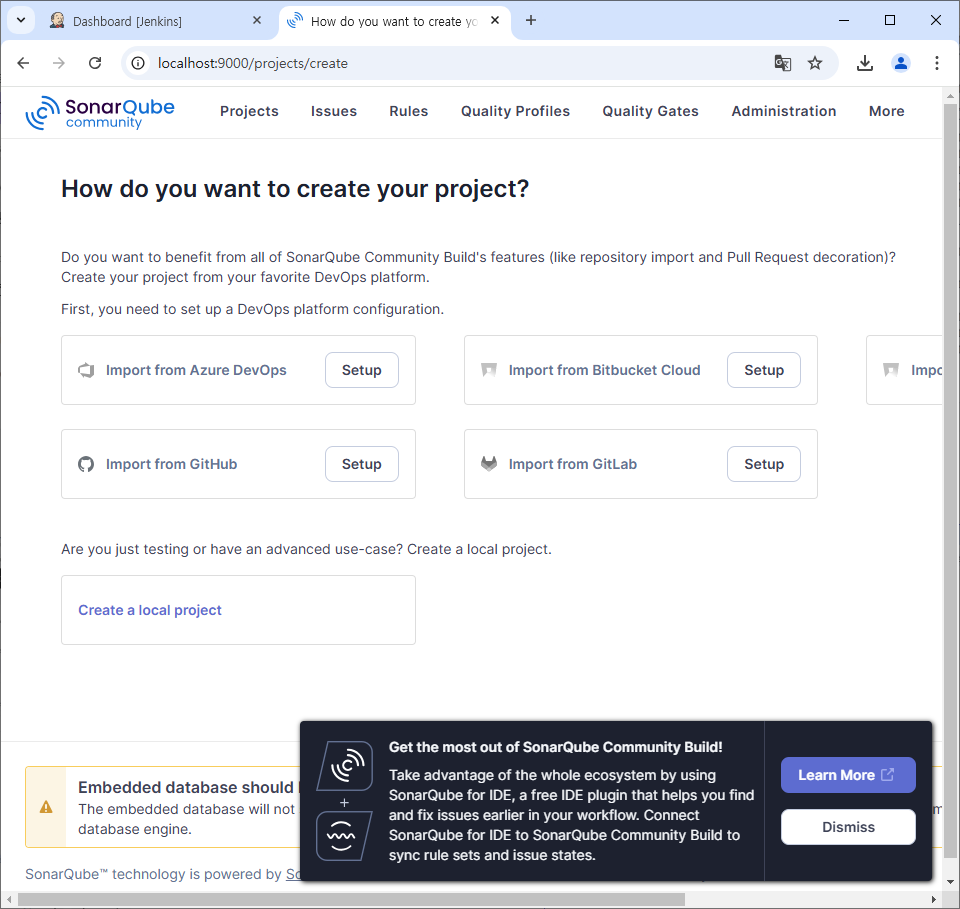 Dashboard [Jenkins]
How do you want to create
localhost:9000/projects/create
SonarQube
community
Projects
Issues
Rules
Quality Profiles
Quality Gates
Administration
More
How do you want to create your project?
Do you want to benefit from all of SonarQube Community Build's features (like repository import and Pull Request decoration)?
Create your project from your favorite DevOps platform.
First, you need to set up a DevOps platform configuration.
Import from Azure DevOps
Setup
Import from Bitbucket Cloud
Setup
Import from GitHub
Setup
Import from GitLab
Setup
Are you just testing or have an advanced use-case? Create a local project.
Create a local project
Get the most out of SonarQube Community Build!
Take advantage of the whole ecosystem by using
SonarQube for IDE, a free IDE plugin that helps you find
and fix issues earlier in your workflow. Connect
SonarQube for IDE to SonarQube Community Build to
sync rule sets and issue states.
Learn More
Dismiss
Embedded database should
The embedded database will not
database engine.
SonarQube™ technology is powered by